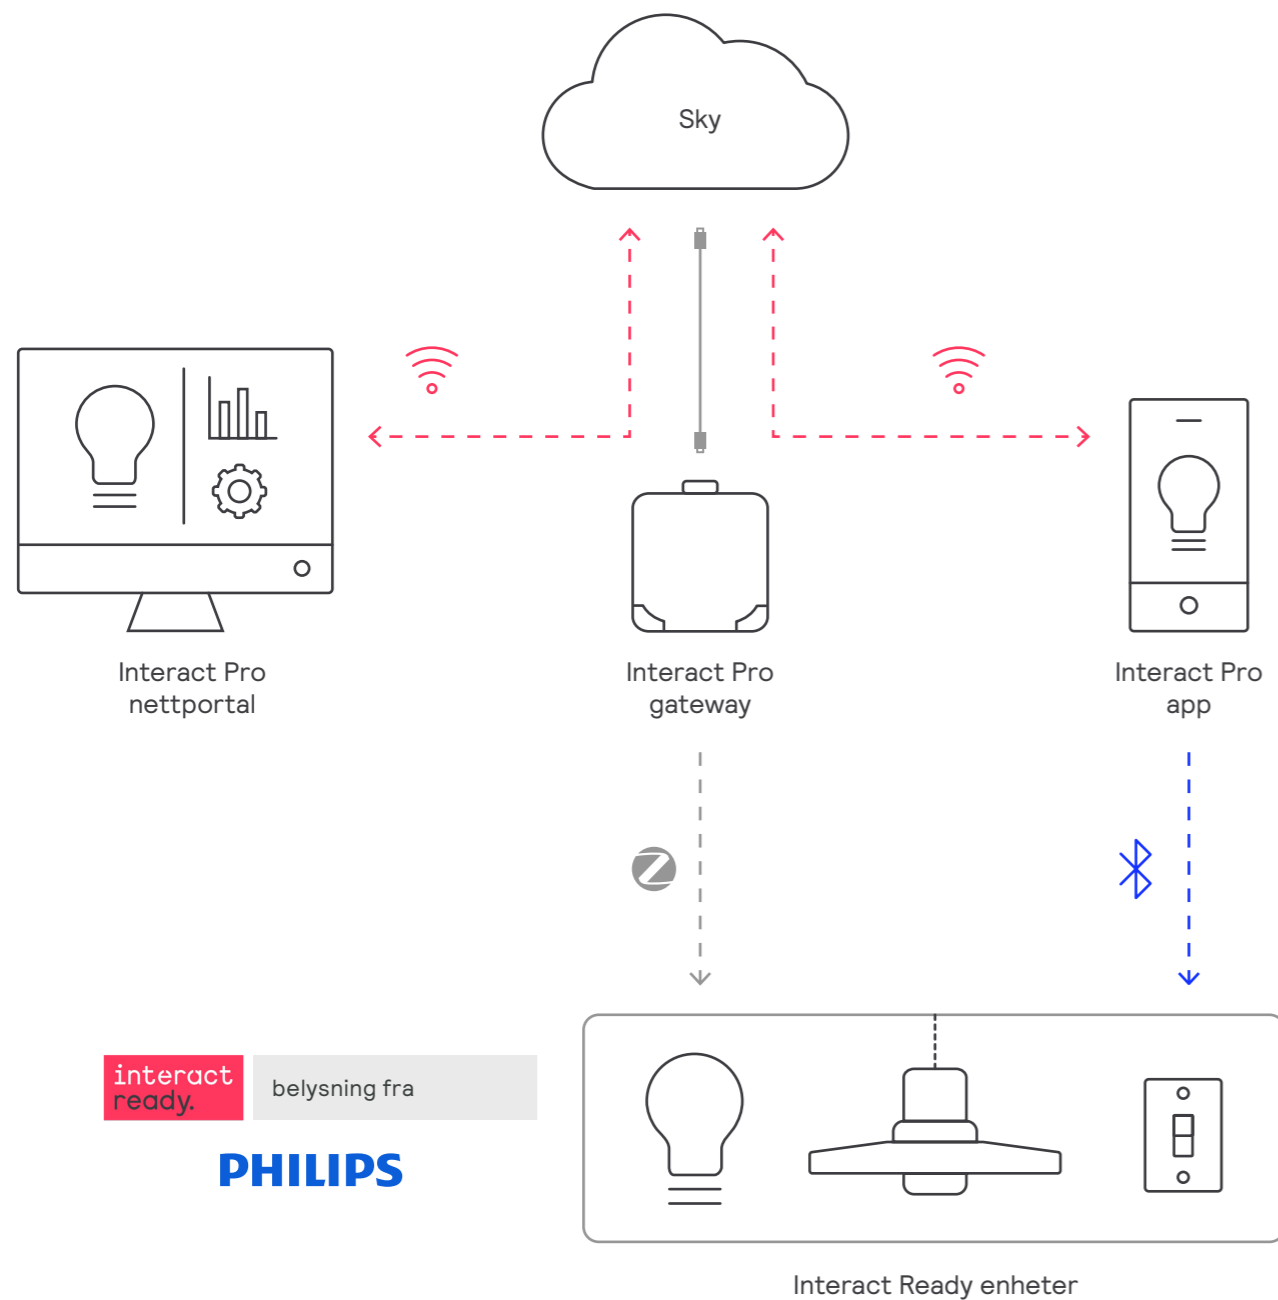 Sky
Interact Pro
nettportal
Interact Pro
gateway
Interact Pro
app
interact
ready.
belysning fra
PHILIPS
Interact Ready enheter